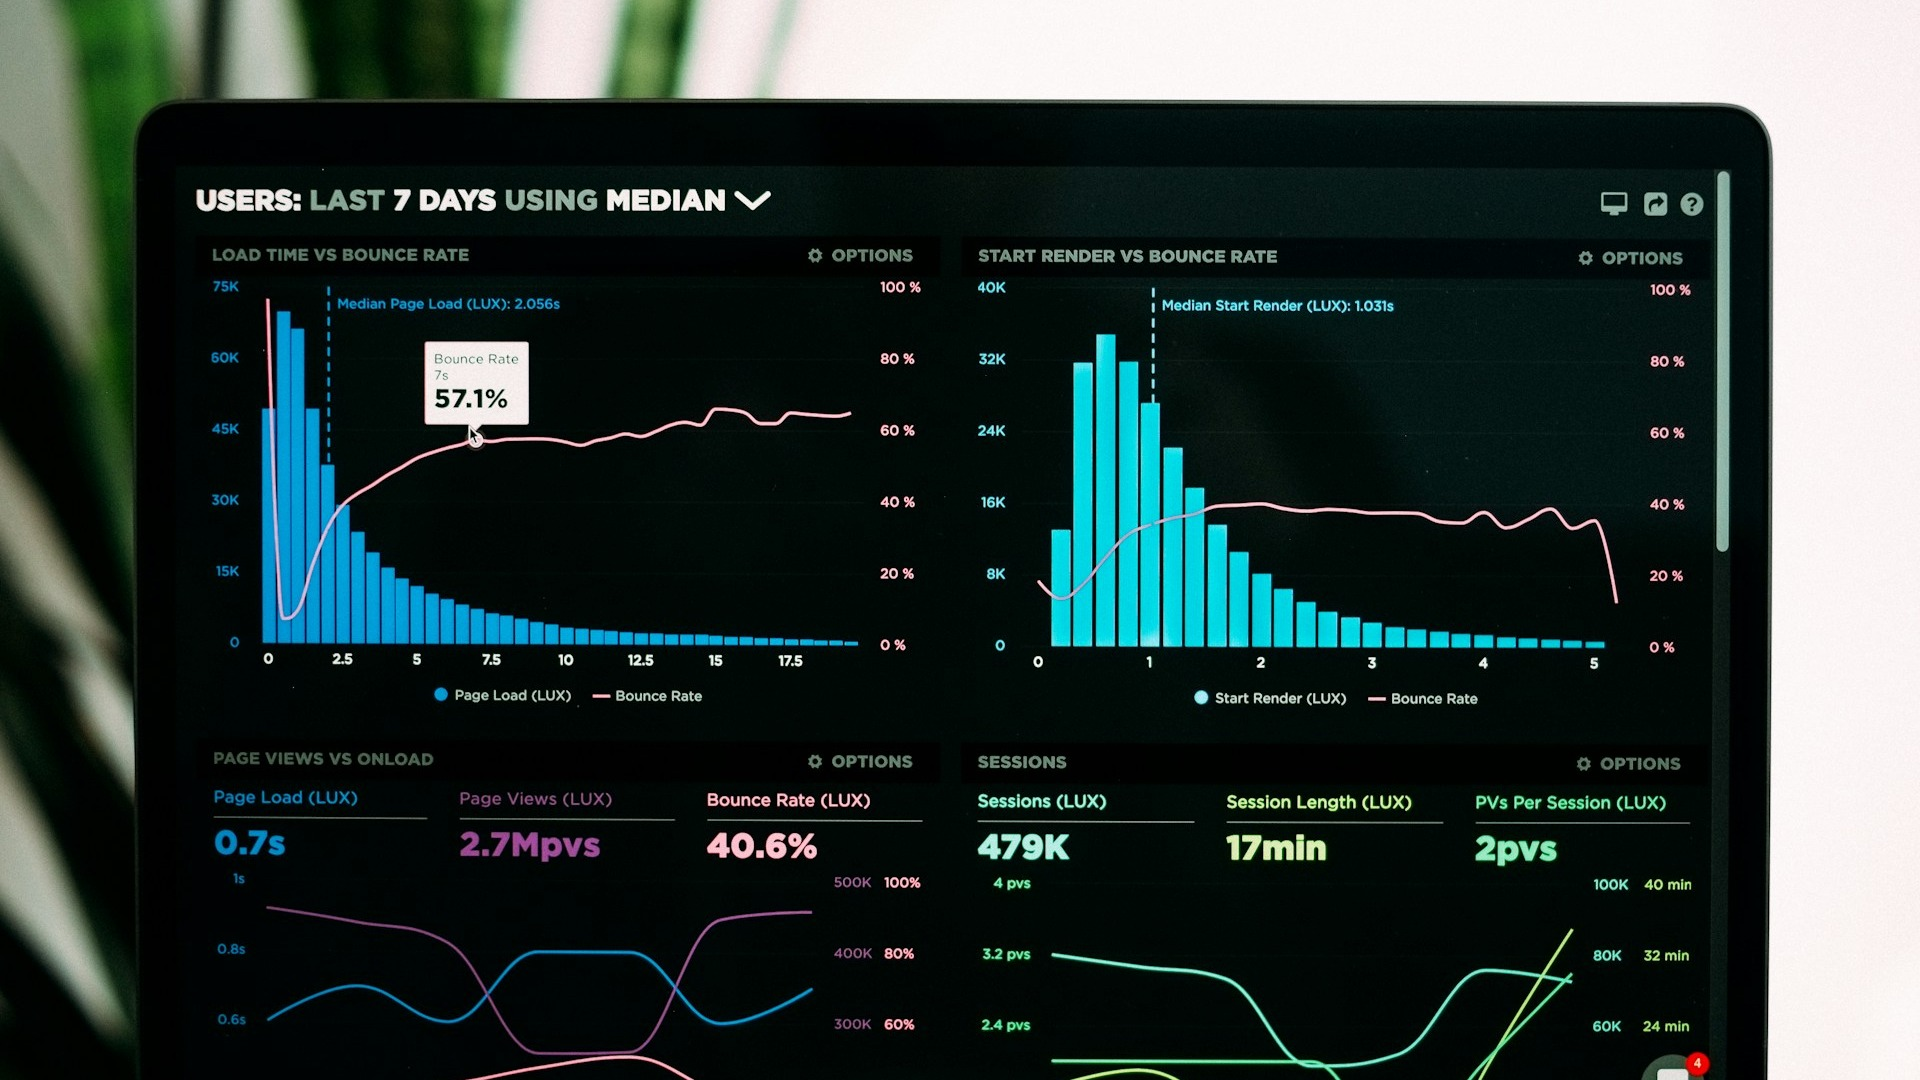 USERS: LAST 7 DAYS USING MEDIAN
LOAD TIME VS BOUNCE RATE
OPTIONS
75K
60K
45K
30K
15K
0
Median Page Load (LUX): 2.056s
Bounce Rate
7s
57.1%
100 %
80 %
60 %
40 %
20 %
0 %
0 2.5 5 7.5 10 12.5 15 17.5
Page Load (LUX) Bounce Rate
START RENDER VS BOUNCE RATE
OPTIONS
40K
32K
24K
16K
8K
0
Median Start Render (LUX): 1.031s
100 %
80 %
60 %
40 %
20 %
0 %
0 1 2 3 4 5
Start Render (LUX) Bounce Rate
PAGE VIEWS VS ONLOAD
OPTIONS
Page Load (LUX) Page Views (LUX) Bounce Rate (LUX)
0.7s 2.7Mpvs 40.6%
1s
0.8s
0.6s
500K 100%
400K 80%
300K 60%
SESSIONS
OPTIONS
Sessions (LUX) Session Length (LUX) PVs Per Session (LUX)
479K 17min 2pvs
4 pvs
3.2 pvs
2.4 pvs
100K 40 min
80K 32 min
60K 24 min
4